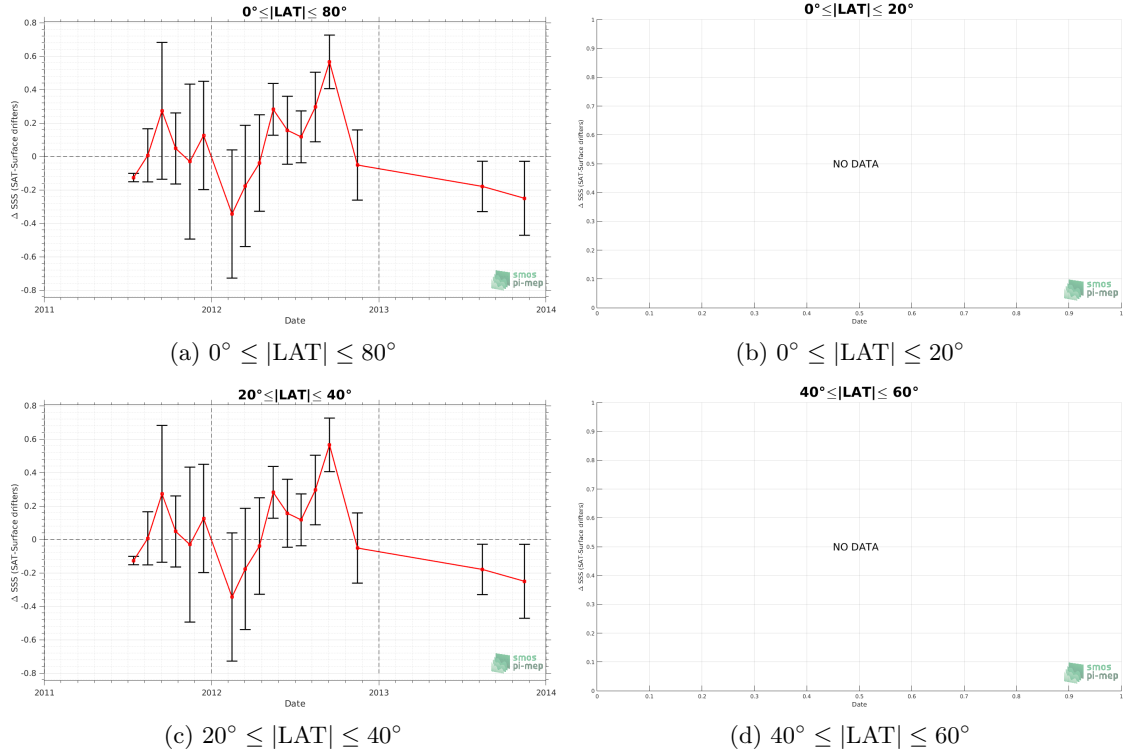 0°≤|LAT|≤ 80°
0.8
0.6
0.4
0.2
0
-0.2
-0.4
-0.6
-0.8
Δ SSS (SAT-Surface drifters)
2011
2012
2013
2014
Date
smos
pi-mep
(a) 0° ≤ |LAT| ≤ 80°
0°≤|LAT|≤ 20°
1
0.9
0.8
0.7
0.6
0.5
0.4
0.3
0.2
0.1
0
Δ SSS (SAT-Surface drifters)
NO DATA
0
0.1
0.2
0.3
0.4
0.5
0.6
0.7
0.8
0.9
1
Date
smos
pi-mep
(b) 0° ≤ |LAT| ≤ 20°
20°≤|LAT|≤ 40°
0.8
0.6
0.4
0.2
0
-0.2
-0.4
-0.6
-0.8
Δ SSS (SAT-Surface drifters)
2011
2012
2013
2014
Date
smos
pi-mep
(c) 20° ≤ |LAT| ≤ 40°
40°≤|LAT|≤ 60°
1
0.9
0.8
0.7
0.6
0.5
0.4
0.3
0.2
0.1
0
Δ SSS (SAT-Surface drifters)
NO DATA
0
0.1
0.2
0.3
0.4
0.5
0.6
0.7
0.8
0.9
1
Date
smos
pi-mep
(d) 40° ≤ |LAT| ≤ 60°